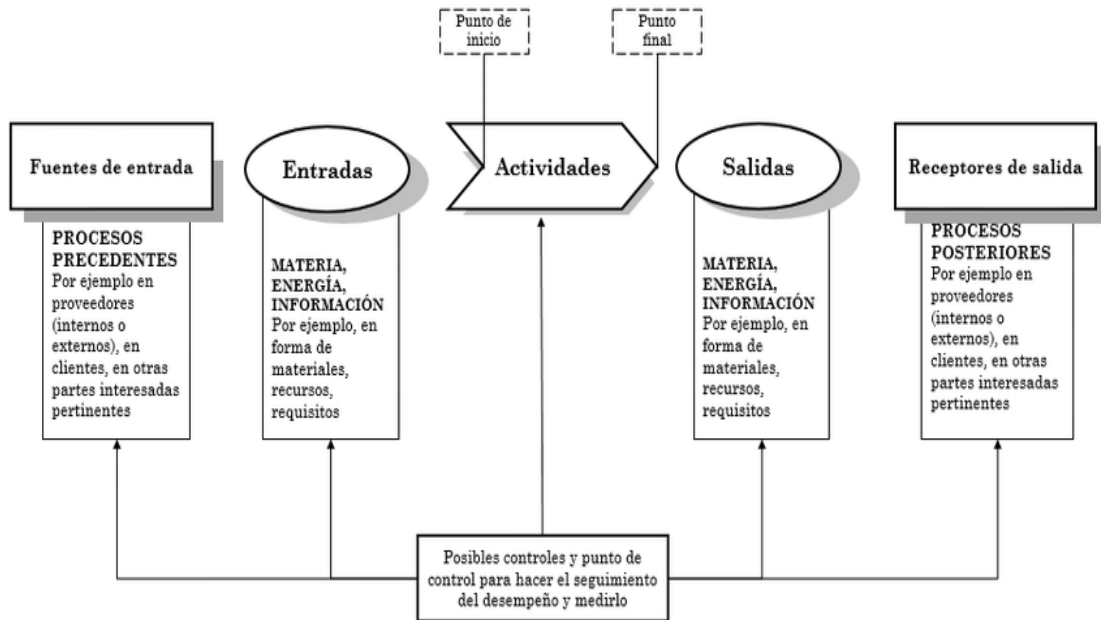 Punto de
inicio
Punto
final
Fuentes de entrada
Entradas
Actividades
Salidas
Receptores de salida
PROCESOS
PRECEDENTES
Por ejemplo en
proveedores
(internos o
externos), en
clientes, en otras
partes interesadas
pertinentes
MATERIA,
ENERGÍA,
INFORMACIÓN
Por ejemplo, en
forma de
materiales,
recursos,
requisitos
MATERIA,
ENERGÍA,
INFORMACIÓN
Por ejemplo, en
forma de
materiales,
recursos,
requisitos
PROCESOS
POSTERIORES
Por ejemplo en
proveedores
(internos o
externos), en
clientes, en otras
partes interesadas
pertinentes
Posibles controles y punto de
control para hacer el seguimiento
del desempeño y medirlo